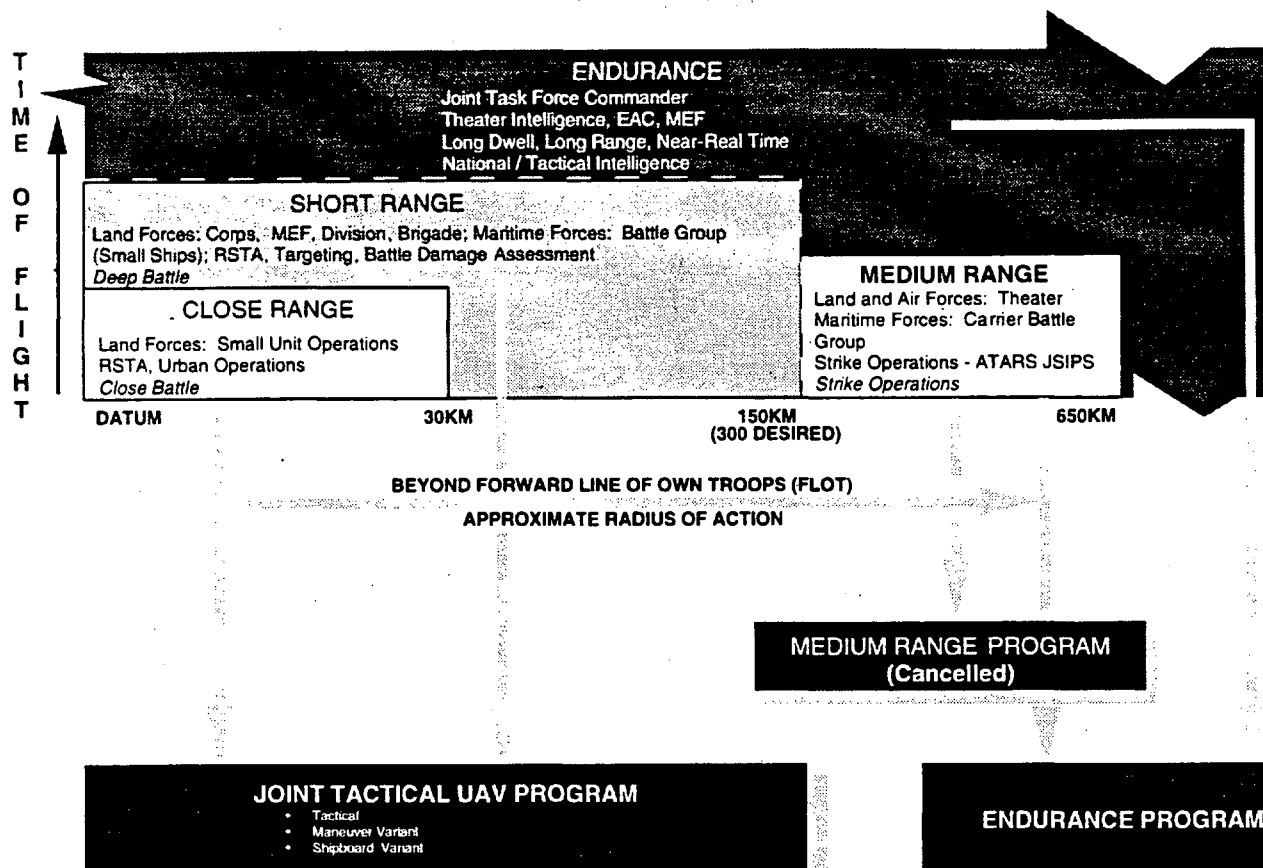 TIME OF FLIGHT
ENDURANCE
Joint Task Force Commander
Theater Intelligence, EAC, MEF
Long Dwell, Long Range, Near-Real Time
National / Tactical Intelligence
SHORT RANGE
Land Forces: Corps, MEF, Division, Brigade; Maritime Forces: Battle Group
(Small Ships); RSTA, Targeting, Battle Damage Assessment
Deep Battle
CLOSE RANGE
Land Forces: Small Unit Operations
RSTA, Urban Operations
Close Battle
MEDIUM RANGE
Land and Air Forces: Theater
Maritime Forces: Carrier Battle
Group
Strike Operations - ATARS JSIPS
Strike Operations
DATUM 30KM 150KM 650KM
(300 DESIRED)
BEYOND FORWARD LINE OF OWN TROOPS (FLOT)
APPROXIMATE RADIUS OF ACTION
MEDIUM RANGE PROGRAM
(Cancelled)
JOINT TACTICAL UAV PROGRAM
• Tactical
• Maneuver Variant
• Shipboard Variant
ENDURANCE PROGRAM